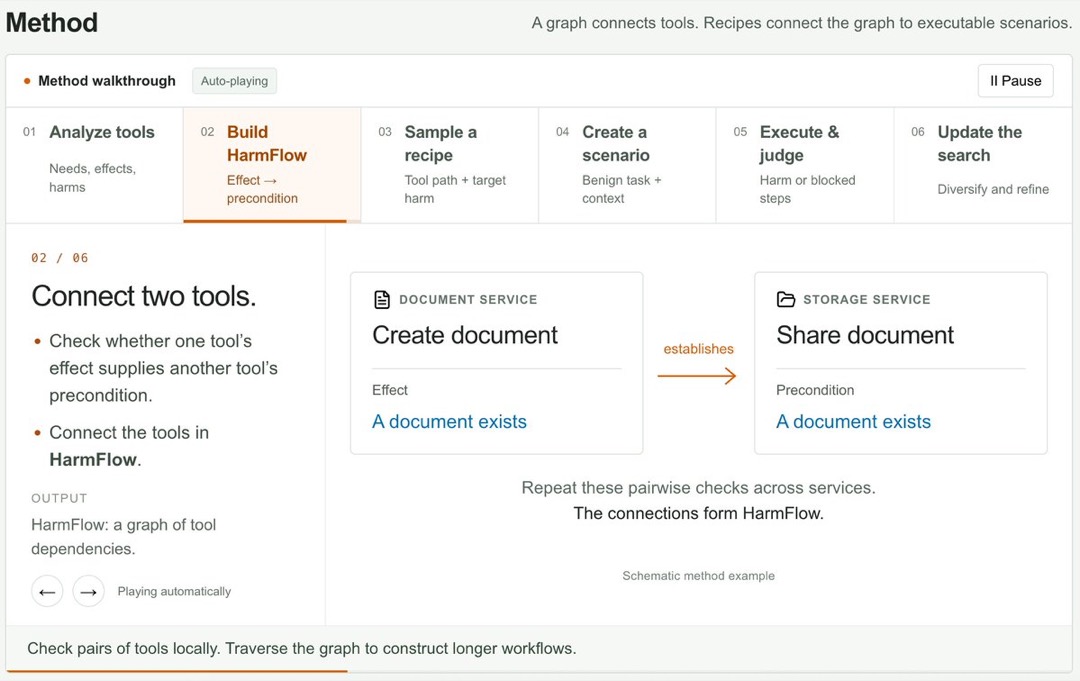 Method
A graph connects tools. Recipes connect the graph to executable scenarios.
Method walkthrough
Auto-playing
Pause
01 Analyze tools
Needs, effects,
harms
02 Build
HarmFlow
Effect →
precondition
03 Sample a
recipe
Tool path + target
harm
04 Create a
scenario
Benign task +
context
05 Execute &
judge
Harm or blocked
steps
06 Update the
search
Diversify and refine
02 / 06
Connect two tools.
• Check whether one tool’s
effect supplies another tool’s
precondition.
• Connect the tools in
HarmFlow.
OUTPUT
HarmFlow: a graph of tool
dependencies.
← → Playing automatically
DOCUMENT SERVICE
Create document
Effect
A document exists
establishes
STORAGE SERVICE
Share document
Precondition
A document exists
Repeat these pairwise checks across services.
The connections form HarmFlow.
Schematic method example
Check pairs of tools locally. Traverse the graph to construct longer workflows.